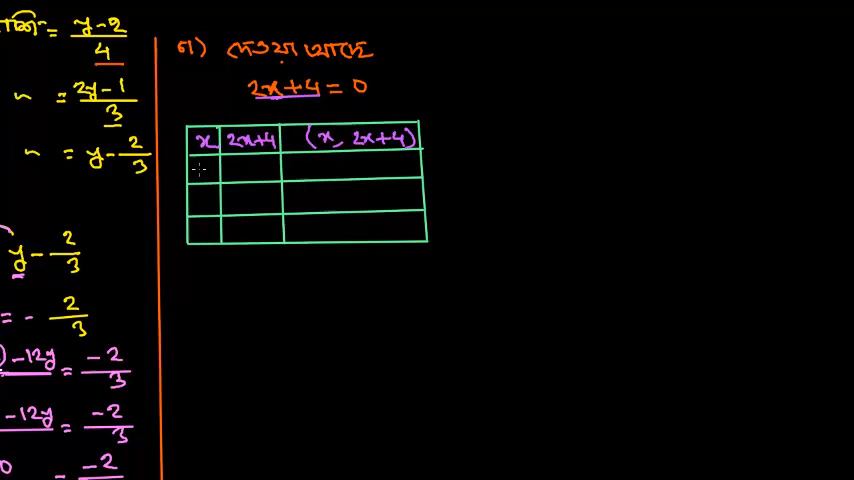 = y-2/4
" = 2y-1/3
" = y-2/3
y-2/3
= - 2/3
) -12y = -2/3
-12y = -2/3
0 = -2
গ) দেওয়া আছে
2x+4 = 0
x 2x+4 (x, 2x+4)